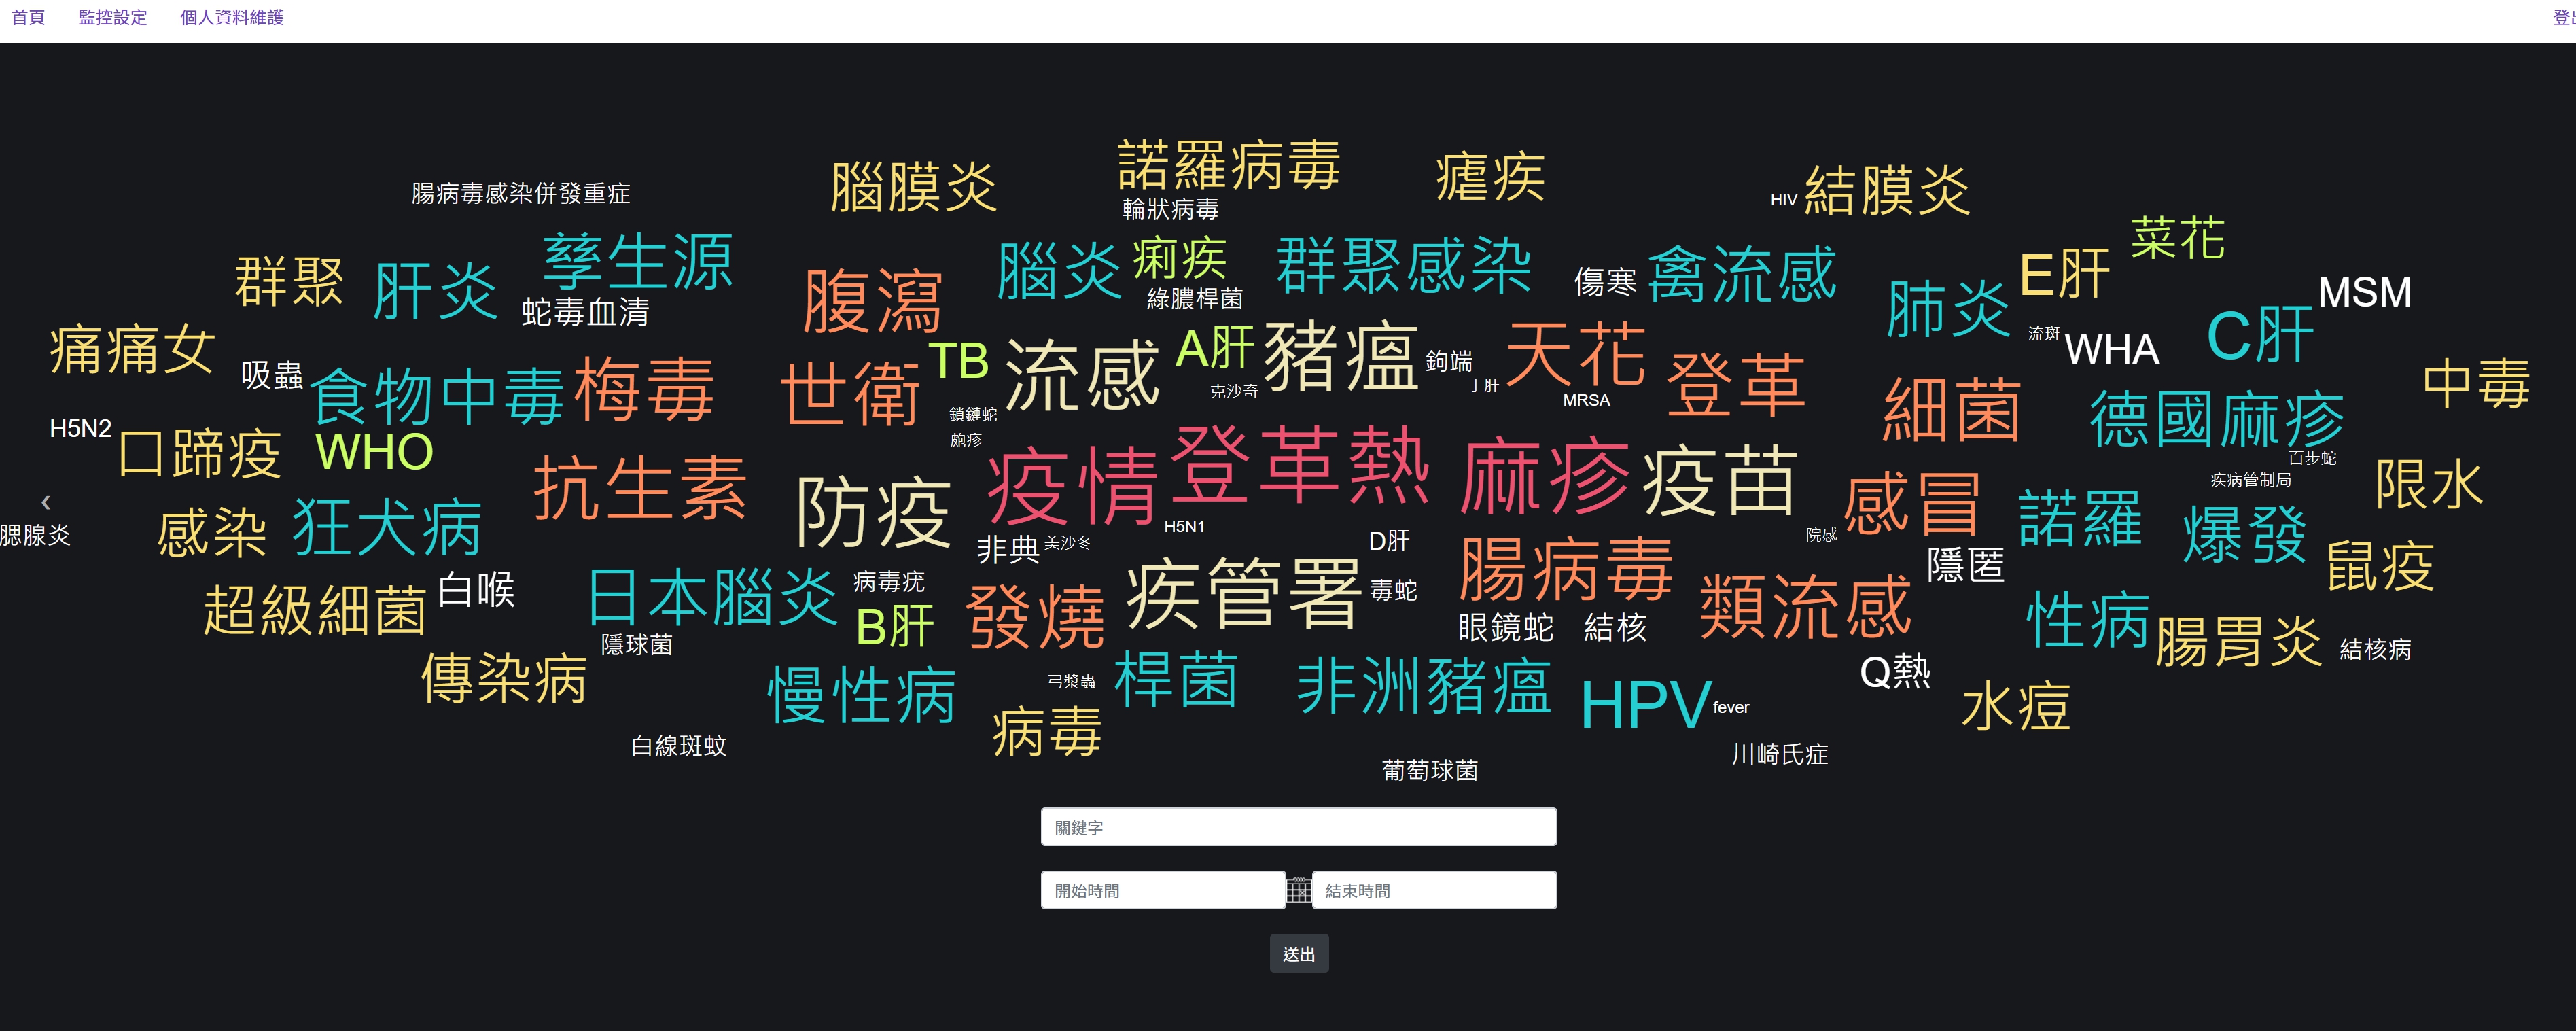 首頁 監控設定 個人資料維護
諾羅病毒
瘧疾
腦膜炎
腸病毒感染併發重症
HIV 結膜炎
輪狀病毒
菜花
孳生源
群聚
肝炎
腦炎
痢疾
群聚感染
禽流感
E肝
傷寒
MSM
腹瀉
綠膿桿菌
肺炎
蛇毒血清
流斑
C肝
痛痛女
WHA
TB
流感
A肝
豬瘟
鉤端
天花
吸蟲
食物中毒
梅毒
世衛
克沙奇
丁肝
MRSA
登革
中毒
細菌
德國麻疹
H5N2
鎖鏈蛇
皰疹
口蹄疫
WHO
疫情
登革熱
麻疹
疫苗
百步蛇
疾病管制局
限水
抗生素
防疫
感冒
腮腺炎
感染
狂犬病
H5N1
院感
諾羅
爆發
非典
美沙冬
D肝
隱匿
鼠疫
超級細菌
白喉
日本腦炎
病毒疣
疾管署
毒蛇
腸病毒
類流感
B肝
發燒
眼鏡蛇
結核
性病
腸胃炎
結核病
隱球菌
傳染病
慢性病
弓漿蟲
桿菌
非洲豬瘟
HPV
fever
Q熱
水痘
病毒
白線斑蚊
川崎氏症
葡萄球菌
關鍵字
開始時間
結束時間
送出